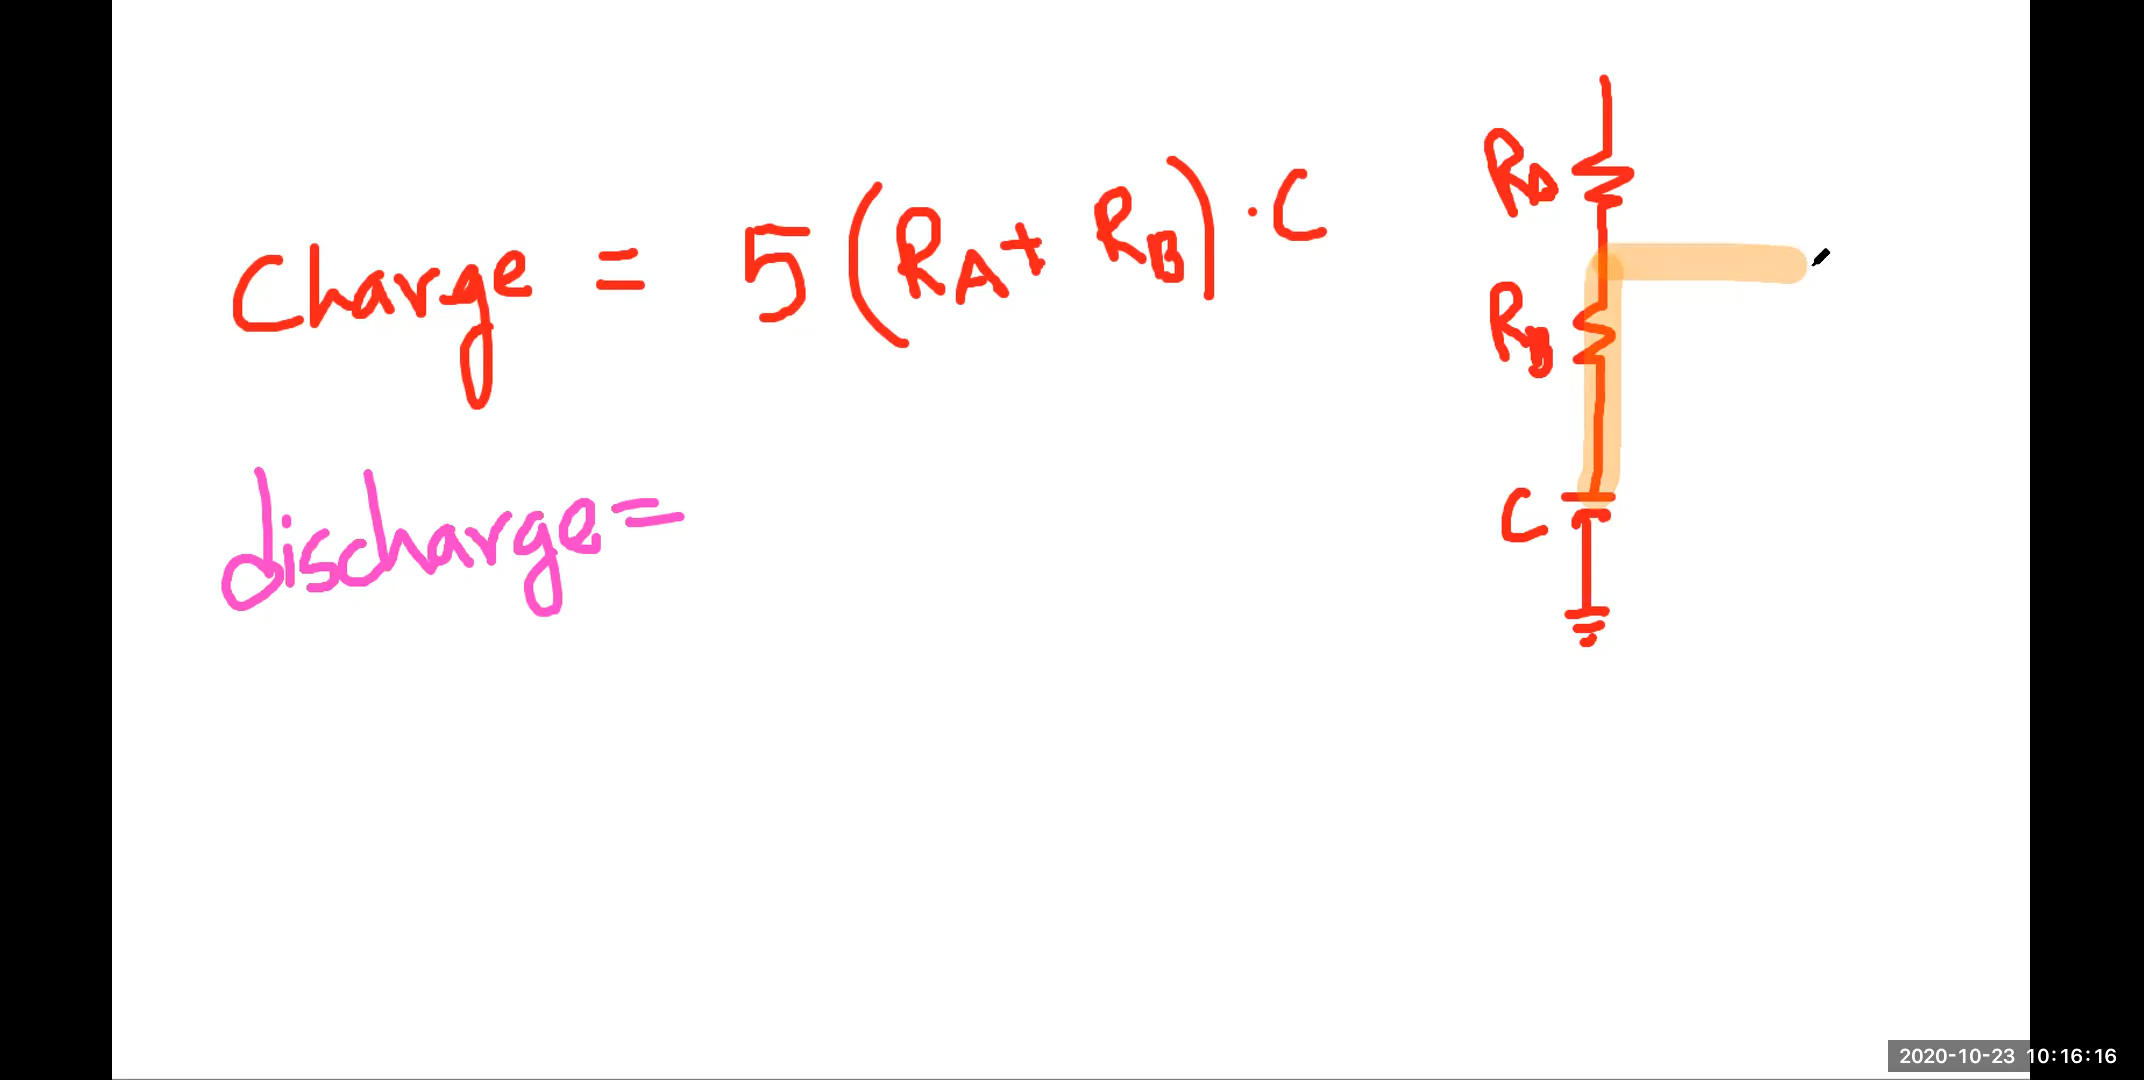 Charge = 5 (RA + RB) · C
discharge =
RA
RB
C
2020-10-23 10:16:16